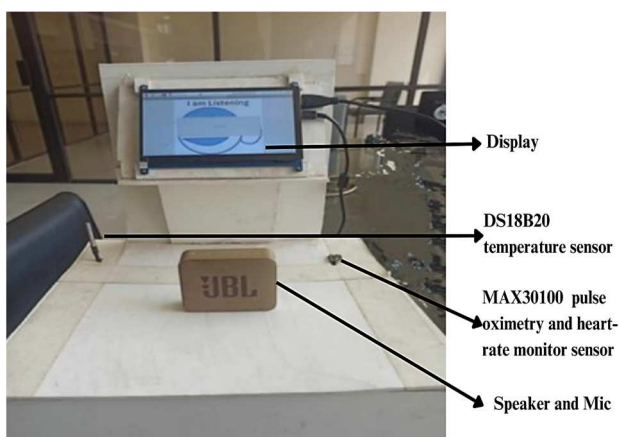 I am Listening
Display
DS18B20
temperature sensor
JBL
MAX30100 pulse
oximetry and heart-
rate monitor sensor
Speaker and Mic